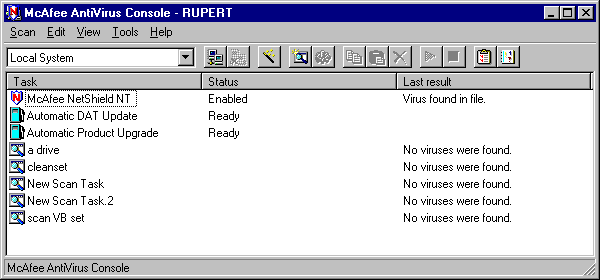 McAfee AntiVirus Console - RUPERT
Scan Edit View Tools Help
Local System
Task Status Last result
McAfee NetShield NT Enabled Virus found in file.
Automatic DAT Update Ready
Automatic Product Upgrade Ready
a drive No viruses were found.
cleanset No viruses were found.
New Scan Task No viruses were found.
New Scan Task.2 No viruses were found.
scan VB set No viruses were found.
McAfee AntiVirus Console